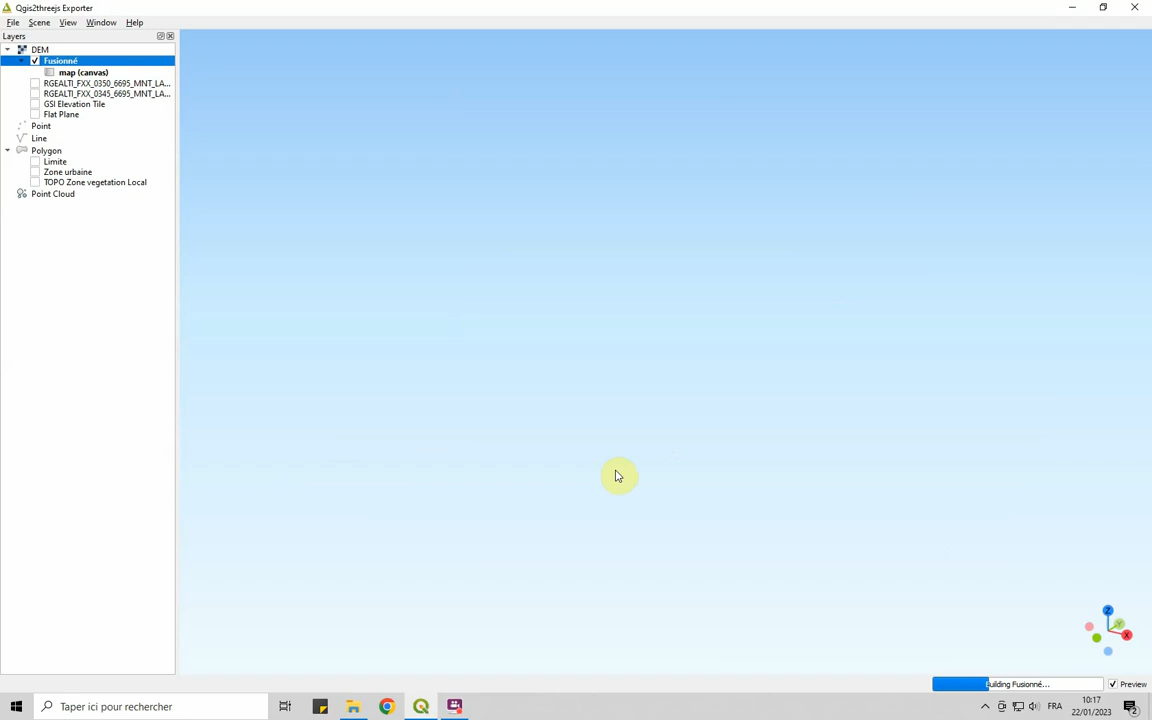 Qgis2threejs Exporter
File Scene View Window Help
Layers
DEM
Fusionné
map (canvas)
RGEALTI_FXX_0350_6695_MNT_LA...
RGEALTI_FXX_0345_6695_MNT_LA...
GSI Elevation Tile
Flat Plane
Point
Line
Polygon
Limite
Zone urbaine
TOPO Zone vegetation Local
Point Cloud
Z
Y
X
Building Fusionné...
Preview
Taper ici pour rechercher
FRA
10:17
22/01/2023
2